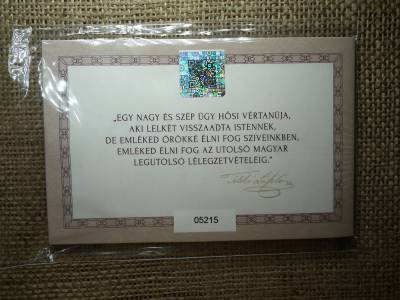 „EGY NAGY ÉS SZÉP ÜGY HŐSI VÉRTANÚJA,
AKI LELKÉT VISSZAADTA ISTENNEK,
DE EMLÉKED ÖRÖKKÉ ÉLNI FOG SZIVEINKBEN,
EMLÉKED ÉLNI FOG AZ UTOLSÓ MAGYAR
LEGUTOLSÓ LÉLEGZETVÉTELÉIG.”
05215